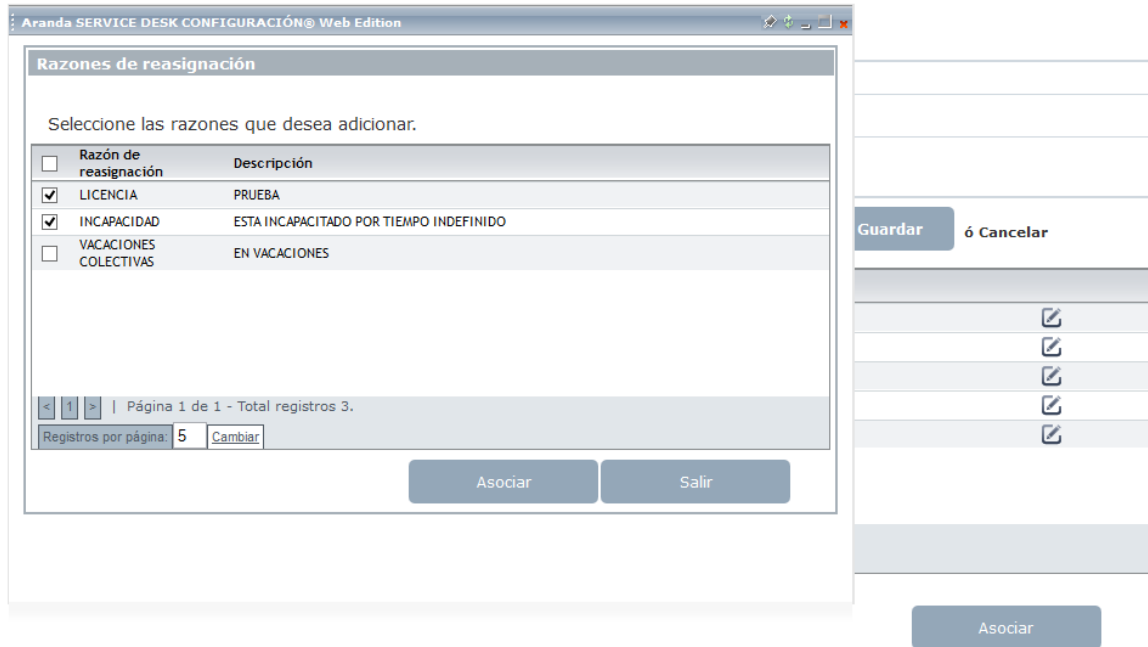 Aranda SERVICE DESK CONFIGURACIÓN® Web Edition
Razones de reasignación
Seleccione las razones que desea adicionar.
Razón de reasignación Descripción
LICENCIA PRUEBA
INCAPACIDAD ESTA INCAPACITADO POR TIEMPO INDEFINIDO
VACACIONES COLECTIVAS EN VACACIONES
< 1 > | Página 1 de 1 - Total registros 3.
Registros por página: 5 Cambiar
Asociar Salir
Guardar ó Cancelar
Asociar